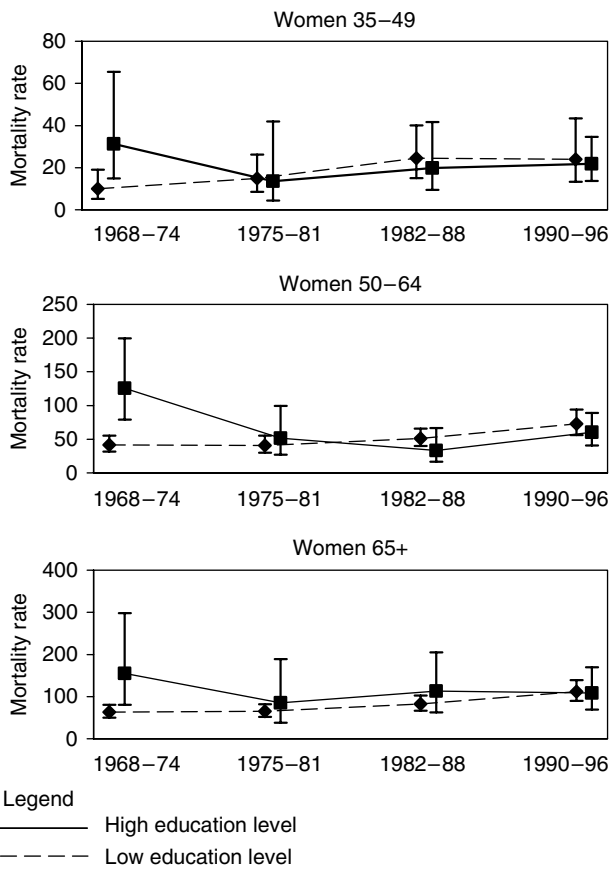 Women 35–49
Mortality rate
80
60
40
20
0
1968–74 1975–81 1982–88 1990–96
Women 50–64
Mortality rate
250
200
150
100
50
0
1968–74 1975–81 1982–88 1990–96
Women 65+
Mortality rate
400
300
200
100
0
1968–74 1975–81 1982–88 1990–96
Legend
High education level
Low education level